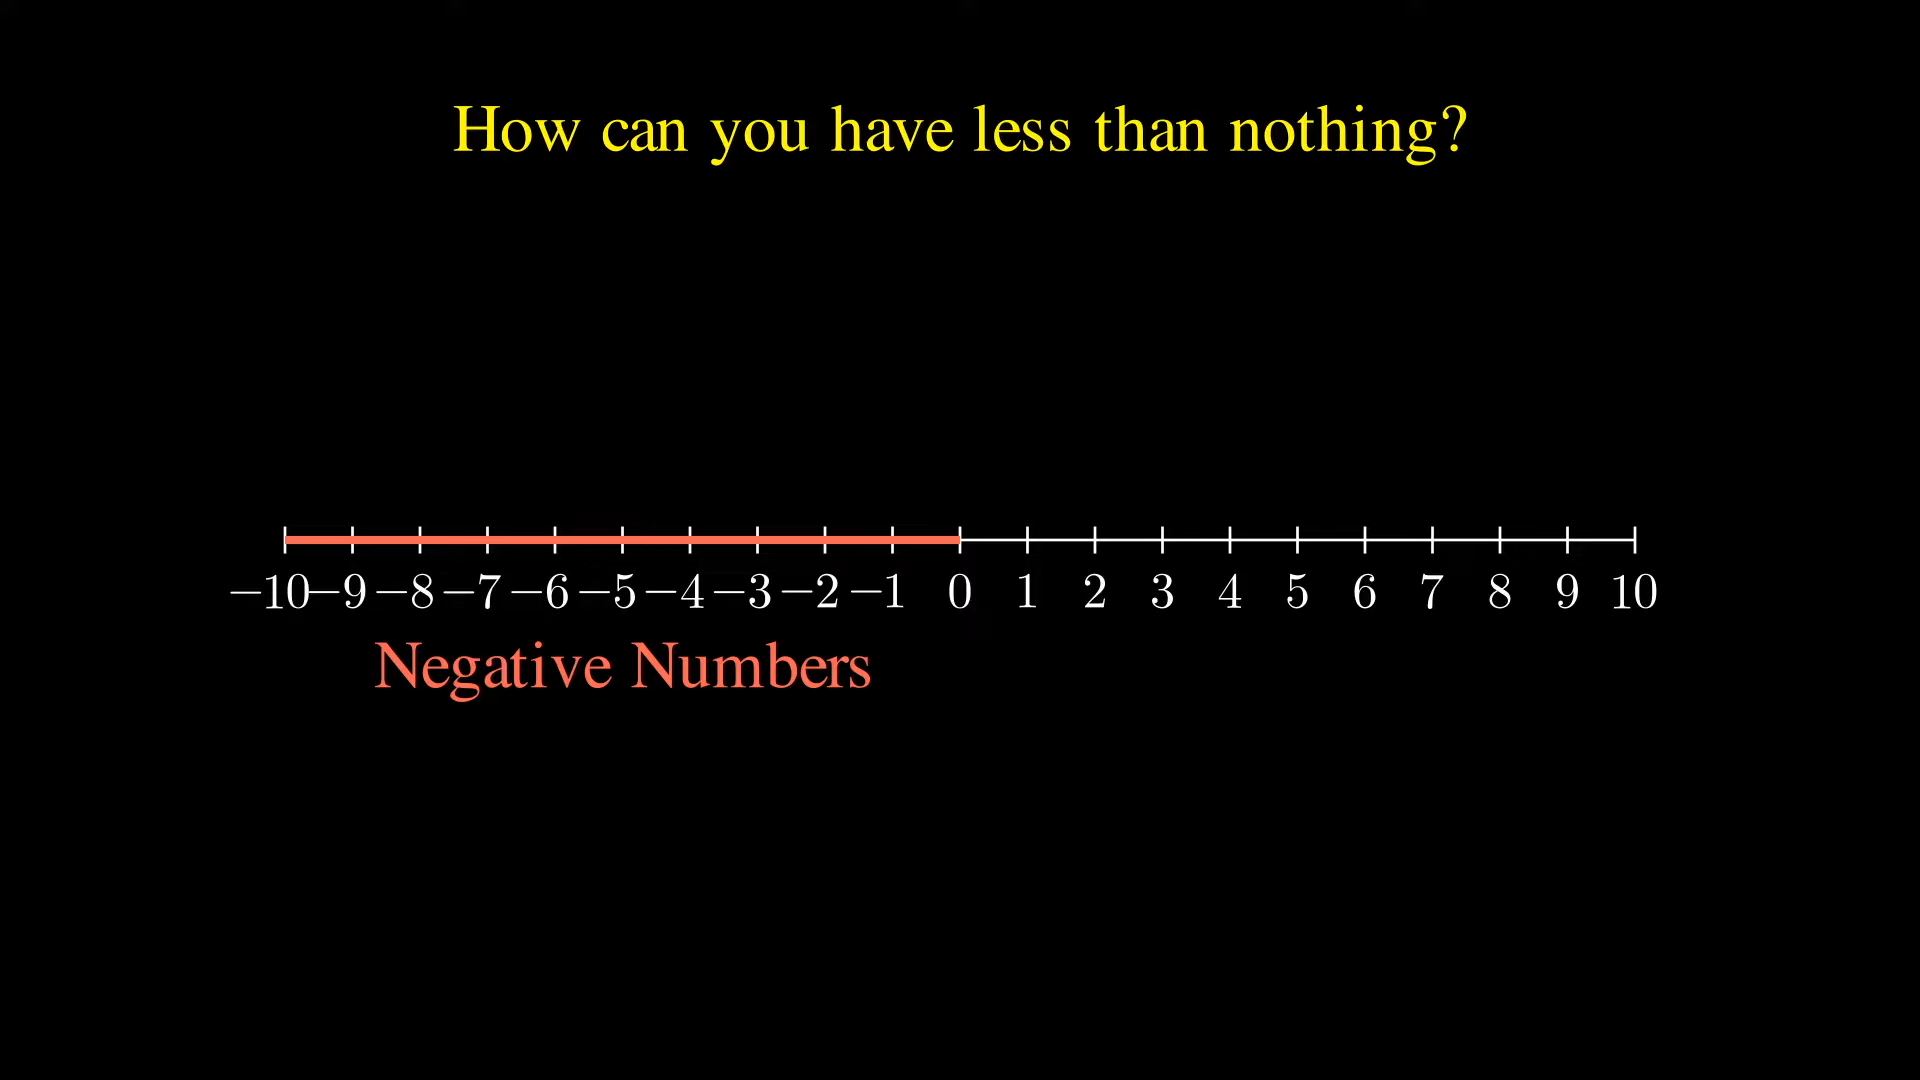 How can you have less than nothing?
−10 −9 −8 −7 −6 −5 −4 −3 −2 −1 0 1 2 3 4 5 6 7 8 9 10
Negative Numbers